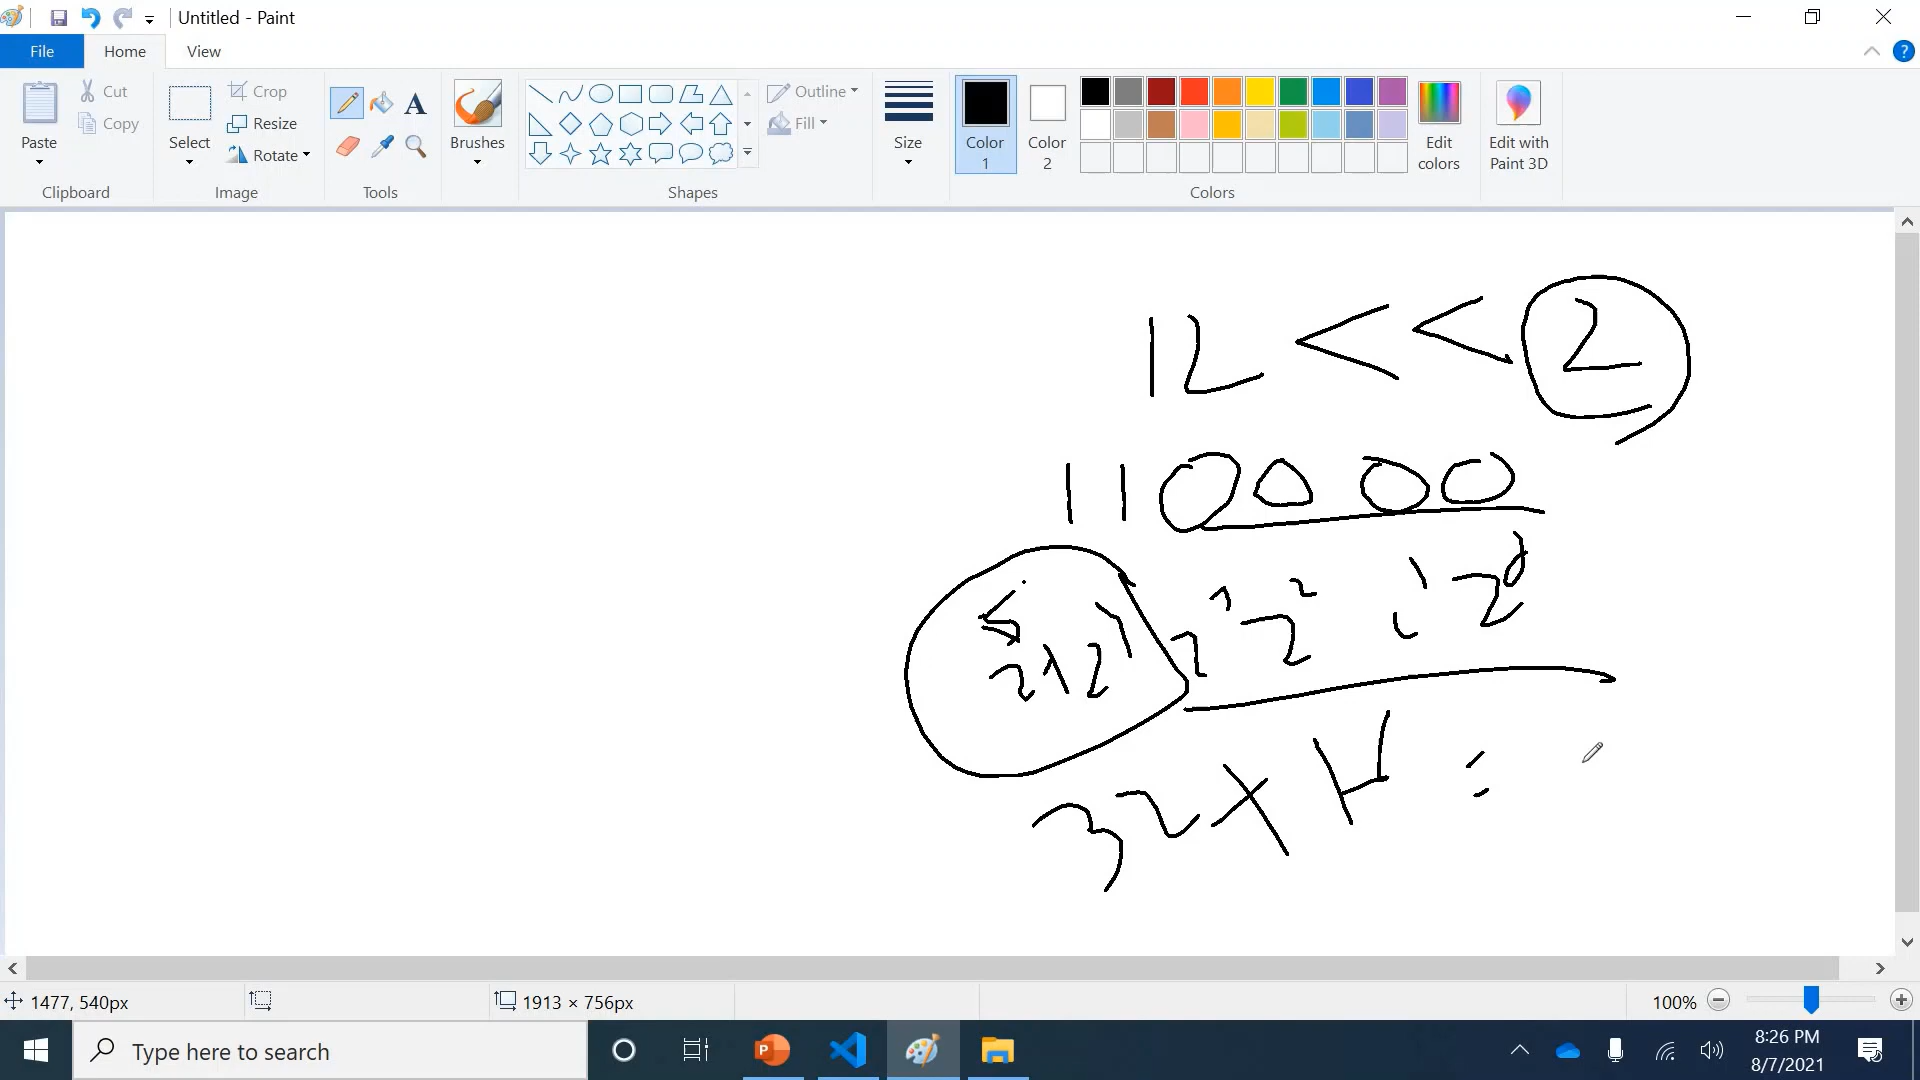 Untitled - Paint
File Home View ?
Paste Cut Copy Select Crop Resize Rotate A Brushes Outline Fill Size Color 1 Color 2 Edit colors Edit with Paint 3D
Clipboard Image Tools Shapes Colors
12 << 2
110000
32 x
1477, 540px 1913 × 756px 100%
Type here to search P 8:26 PM
8/7/2021